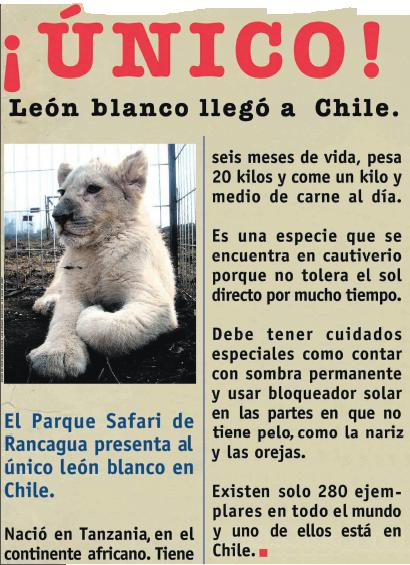 ¡ÚNICO!
León blanco llegó a Chile.
El Parque Safari de
Rancagua presenta al
único león blanco en
Chile.
Nació en Tanzania, en el
continente africano. Tiene
seis meses de vida, pesa
20 kilos y come un kilo y
medio de carne al día.
Es una especie que se
encuentra en cautiverio
porque no tolera el sol
directo por mucho tiempo.
Debe tener cuidados
especiales como contar
con sombra permanente
y usar bloqueador solar
en las partes en que no
tiene pelo, como la nariz
y las orejas.
Existen solo 280 ejem-
plares en todo el mundo
y uno de ellos está en
Chile.